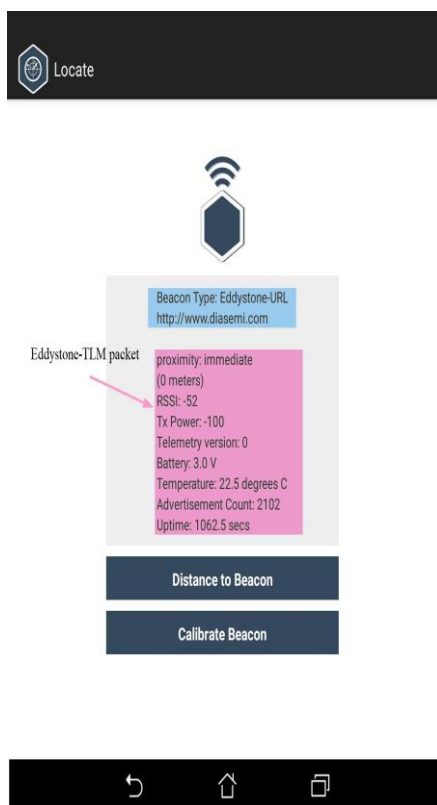 Locate
Beacon Type: Eddystone-URL
http://www.diasemi.com
Eddystone-TLM packet
proximity: immediate
(0 meters)
RSSI: -52
Tx Power: -100
Telemetry version: 0
Battery: 3.0 V
Temperature: 22.5 degrees C
Advertisement Count: 2102
Uptime: 1062.5 secs
Distance to Beacon
Calibrate Beacon